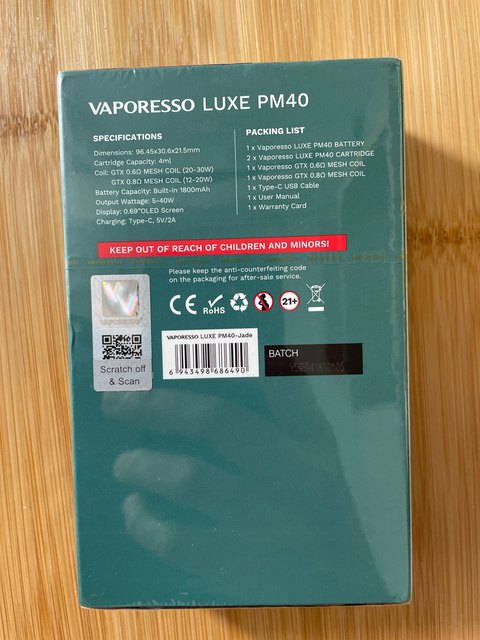 VAPORESSO LUXE PM40
SPECIFICATIONS
Dimensions: 96.45x30.6x21.5mm
Cartridge Capacity: 4ml
Coil: GTX 0.6Ω MESH COIL (20-30W)
GTX 0.8Ω MESH COIL (12-20W)
Battery Capacity: Built-in 1800mAh
Output Wattage: 5-40W
Display: 0.69"OLED Screen
Charging: Type-C, 5V/2A
PACKING LIST
1 x Vaporesso LUXE PM40 BATTERY
2 x Vaporesso LUXE PM40 CARTRIDGE
1 x Vaporesso GTX 0.6Ω MESH COIL
1 x Vaporesso GTX 0.8Ω MESH COIL
1 x Type-C USB Cable
1 x User Manual
1 x Warranty Card
KEEP OUT OF REACH OF CHILDREN AND MINORS!
Please keep the anti-counterfeiting code
on the packaging for after-sale service.
VAPORESSO
Scratch off
& Scan
CE
RoHS
21+
VAPORESSO LUXE PM40-Jade
6 943498 686490
BATCH